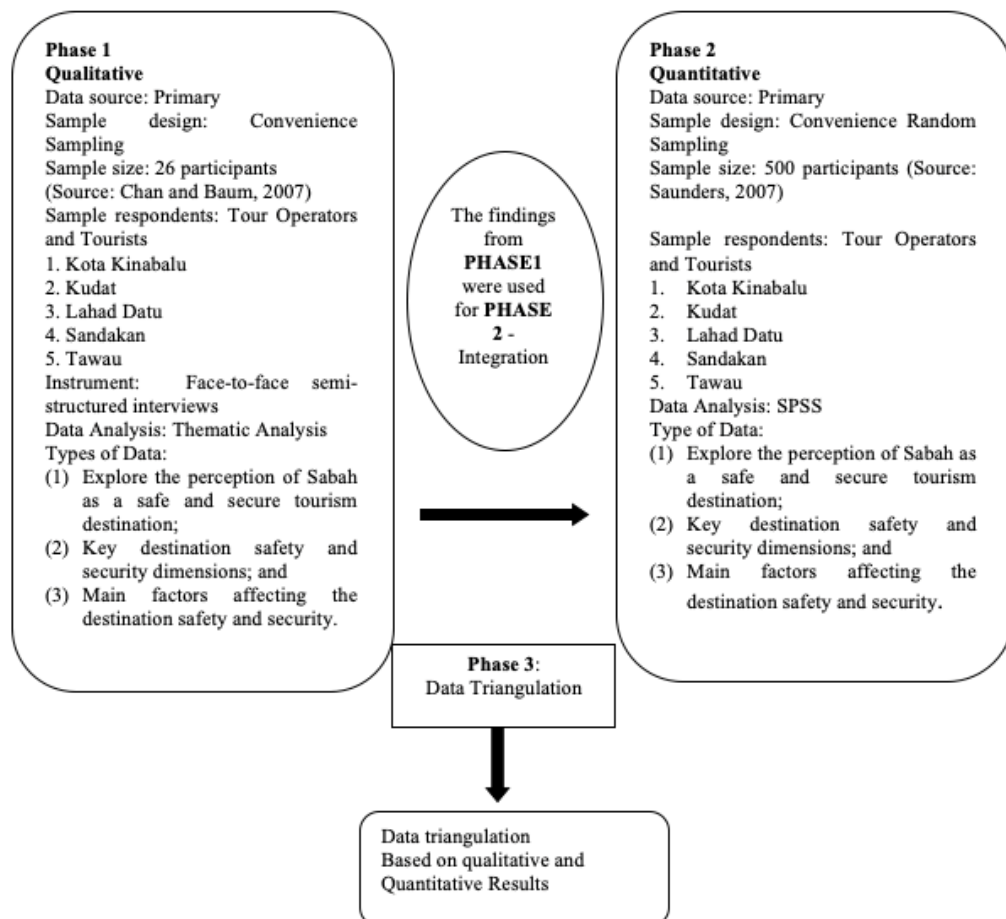 Phase 1
Qualitative
Data source: Primary
Sample design: Convenience
Sampling
Sample size: 26 participants
(Source: Chan and Baum, 2007)
Sample respondents: Tour Operators
and Tourists
1. Kota Kinabalu
2. Kudat
3. Lahad Datu
4. Sandakan
5. Tawau
Instrument: Face-to-face semi-
structured interviews
Data Analysis: Thematic Analysis
Types of Data:
(1) Explore the perception of Sabah
as a safe and secure tourism
destination;
(2) Key destination safety and
security dimensions; and
(3) Main factors affecting the
destination safety and security.
The findings
from
PHASE1
were used
for PHASE
2 -
Integration
Phase 2
Quantitative
Data source: Primary
Sample design: Convenience Random
Sampling
Sample size: 500 participants (Source:
Saunders, 2007)
Sample respondents: Tour Operators
and Tourists
1. Kota Kinabalu
2. Kudat
3. Lahad Datu
4. Sandakan
5. Tawau
Data Analysis: SPSS
Type of Data:
(1) Explore the perception of Sabah as
a safe and secure tourism
destination;
(2) Key destination safety and
security dimensions; and
(3) Main factors affecting the
destination safety and security.
Phase 3:
Data Triangulation
Data triangulation
Based on qualitative and
Quantitative Results